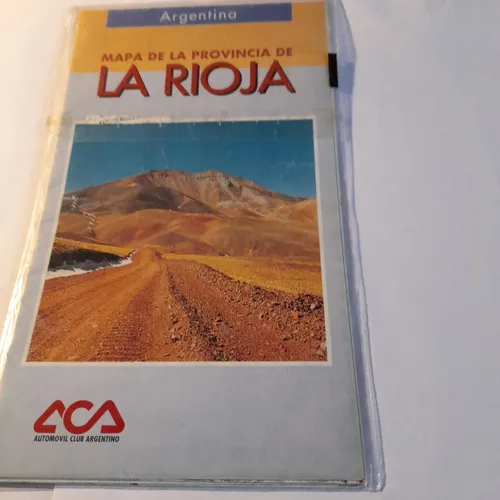 Argentina
MAPA DE LA PROVINCIA DE
LA RIOJA
ACA
AUTOMOVIL CLUB ARGENTINO